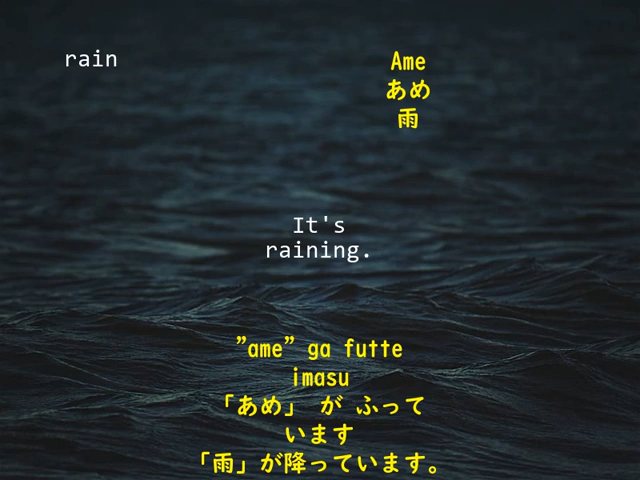 rain
Ame
あめ
雨
It's
raining.
”ame” ga futte
imasu
「あめ」 が ふって
います
「雨」が降っています。